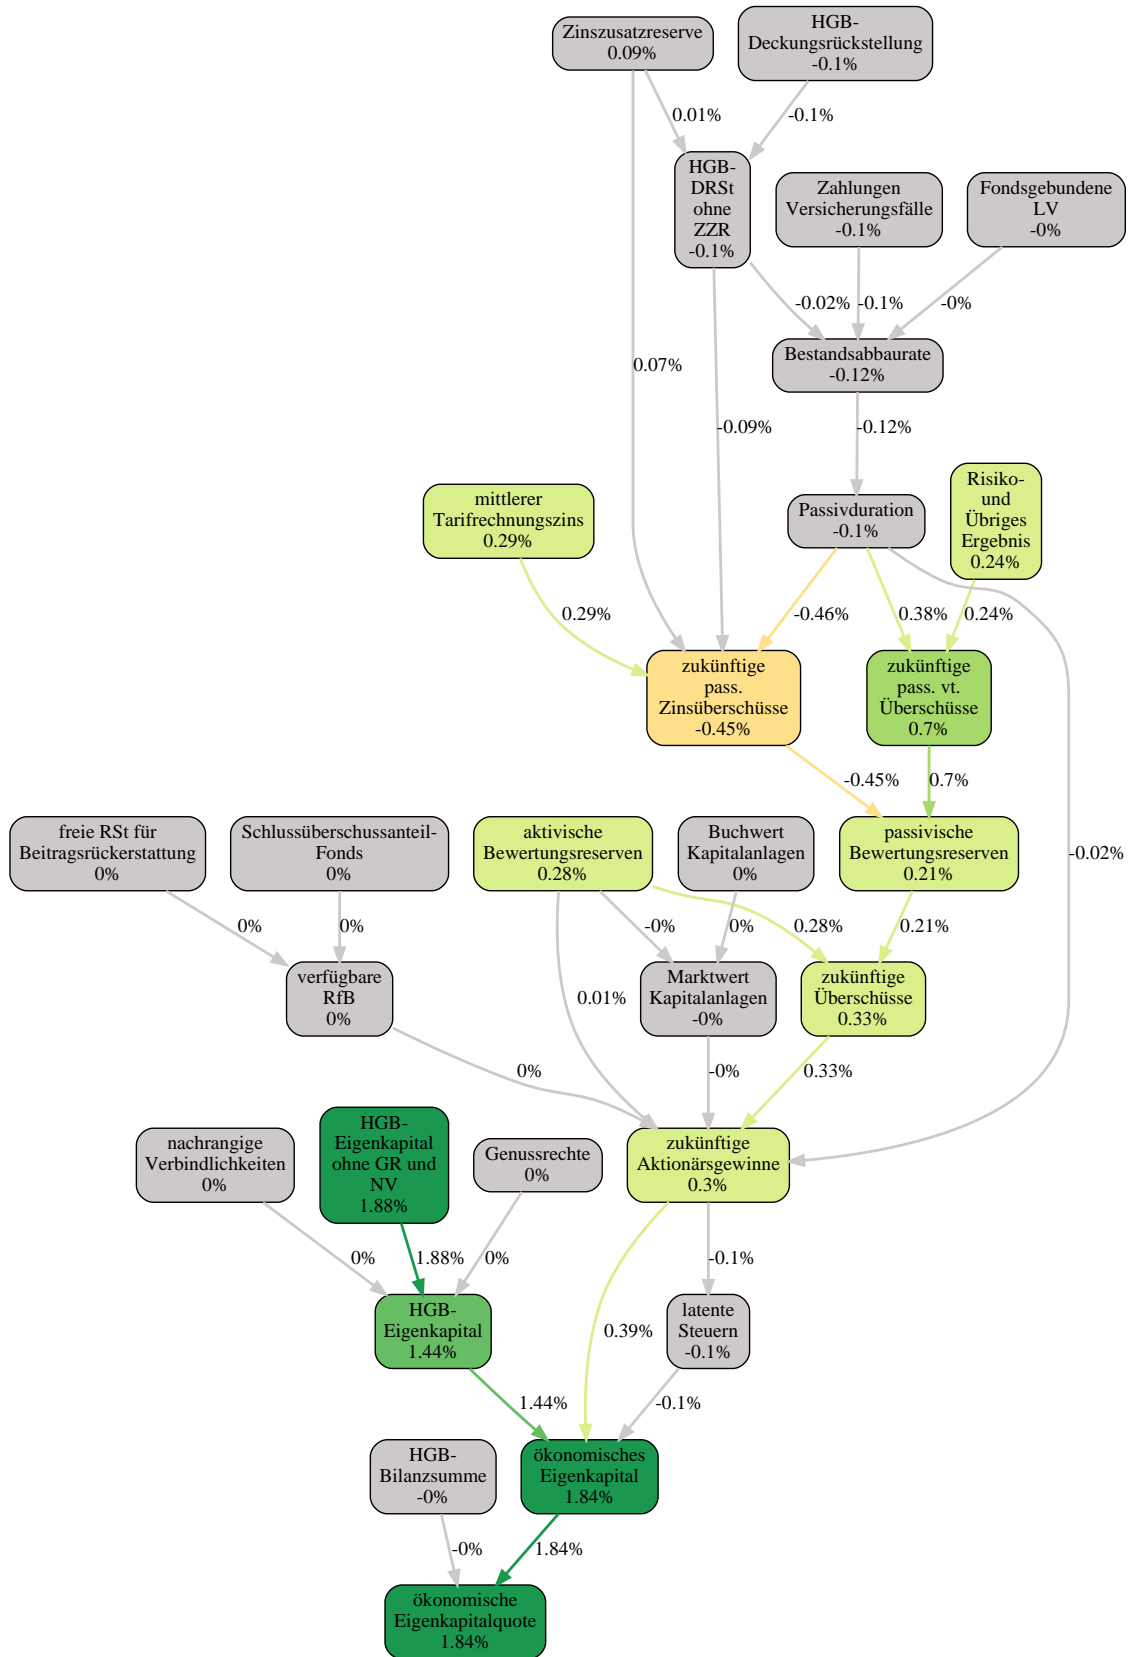 Zinszusatzreserve
0.09%
HGB-
Deckungsrückstellung
-0.1%
0.01%
-0.1%
HGB-
DRSt
ohne
ZZR
-0.1%
Zahlungen
Versicherungsfälle
-0.1%
Fondsgebundene
LV
-0%
-0.02%
-0.1%
-0%
0.07%
Bestandsabbaurate
-0.12%
-0.09%
-0.12%
mittlerer
Tarifrechnungszins
0.29%
Passivduration
-0.1%
Risiko-
und
Übriges
Ergebnis
0.24%
0.29%
-0.46%
0.38%
0.24%
zukünftige
pass.
Zinsüberschüsse
-0.45%
zukünftige
pass. vt.
Überschüsse
0.7%
-0.45%
0.7%
freie RSt für
Beitragsrückerstattung
0%
Schlussüberschussanteil-
Fonds
0%
aktivische
Bewertungsreserven
0.28%
Buchwert
Kapitalanlagen
0%
passivische
Bewertungsreserven
0.21%
-0.02%
0%
0%
-0%
0%
0.28%
0.21%
verfügbare
RfB
0%
0.01%
Marktwert
Kapitalanlagen
-0%
zukünftige
Überschüsse
0.33%
0%
-0%
0.33%
nachrangige
Verbindlichkeiten
0%
HGB-
Eigenkapital
ohne GR und
NV
1.88%
Genussrechte
0%
zukünftige
Aktionärsgewinne
0.3%
0%
1.88%
0%
-0.1%
HGB-
Eigenkapital
1.44%
0.39%
latente
Steuern
-0.1%
1.44%
-0.1%
HGB-
Bilanzsumme
-0%
ökonomisches
Eigenkapital
1.84%
-0%
1.84%
ökonomische
Eigenkapitalquote
1.84%